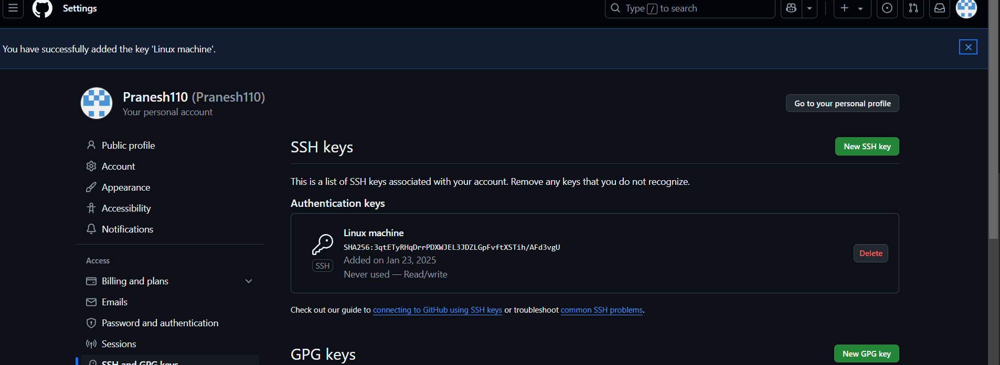 Settings
Type / to search
You have successfully added the key 'Linux machine'.
Pranesh110 (Pranesh110)
Your personal account
Go to your personal profile
Public profile
Account
Appearance
Accessibility
Notifications
Access
Billing and plans
Emails
Password and authentication
Sessions
SSH and GPG keys
SSH keys
New SSH key
This is a list of SSH keys associated with your account. Remove any keys that you do not recognize.
Authentication keys
Linux machine
SHA256:3qtETyRHqDrrPDXWJEL3JDZLGpFvftXSTih/AFd3vgU
Added on Jan 23, 2025
Never used — Read/write
SSH
Delete
Check out our guide to connecting to GitHub using SSH keys or troubleshoot common SSH problems.
GPG keys
New GPG key